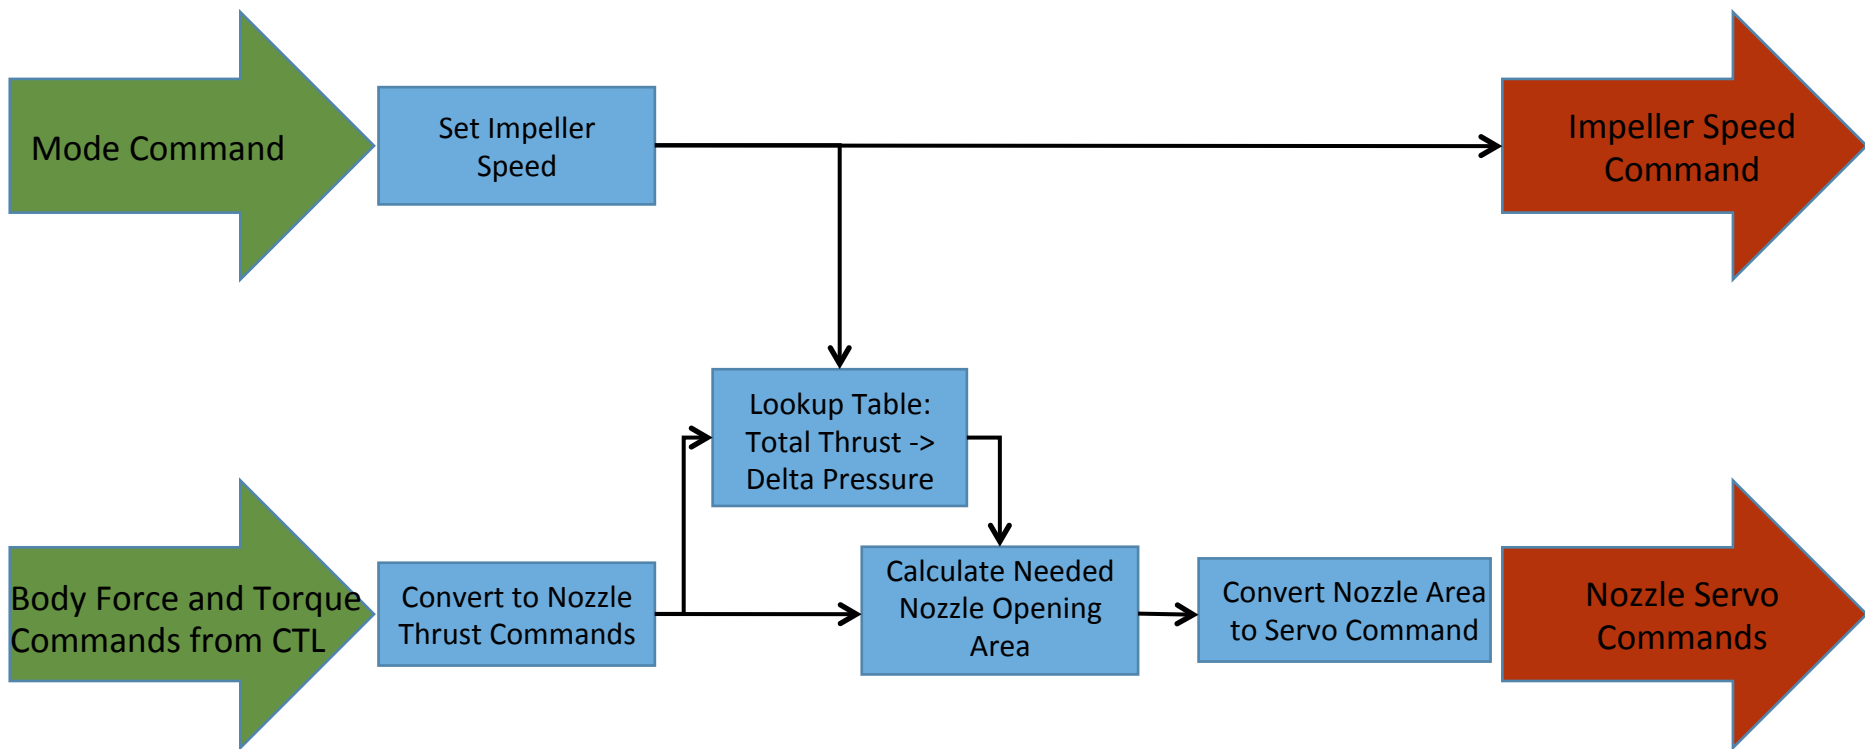 Mode Command
Set Impeller
Speed
Impeller Speed
Command
Lookup Table:
Total Thrust ->
Delta Pressure
Body Force and Torque
Commands from CTL
Convert to Nozzle
Thrust Commands
Calculate Needed
Nozzle Opening
Area
Convert Nozzle Area
to Servo Command
Nozzle Servo
Commands